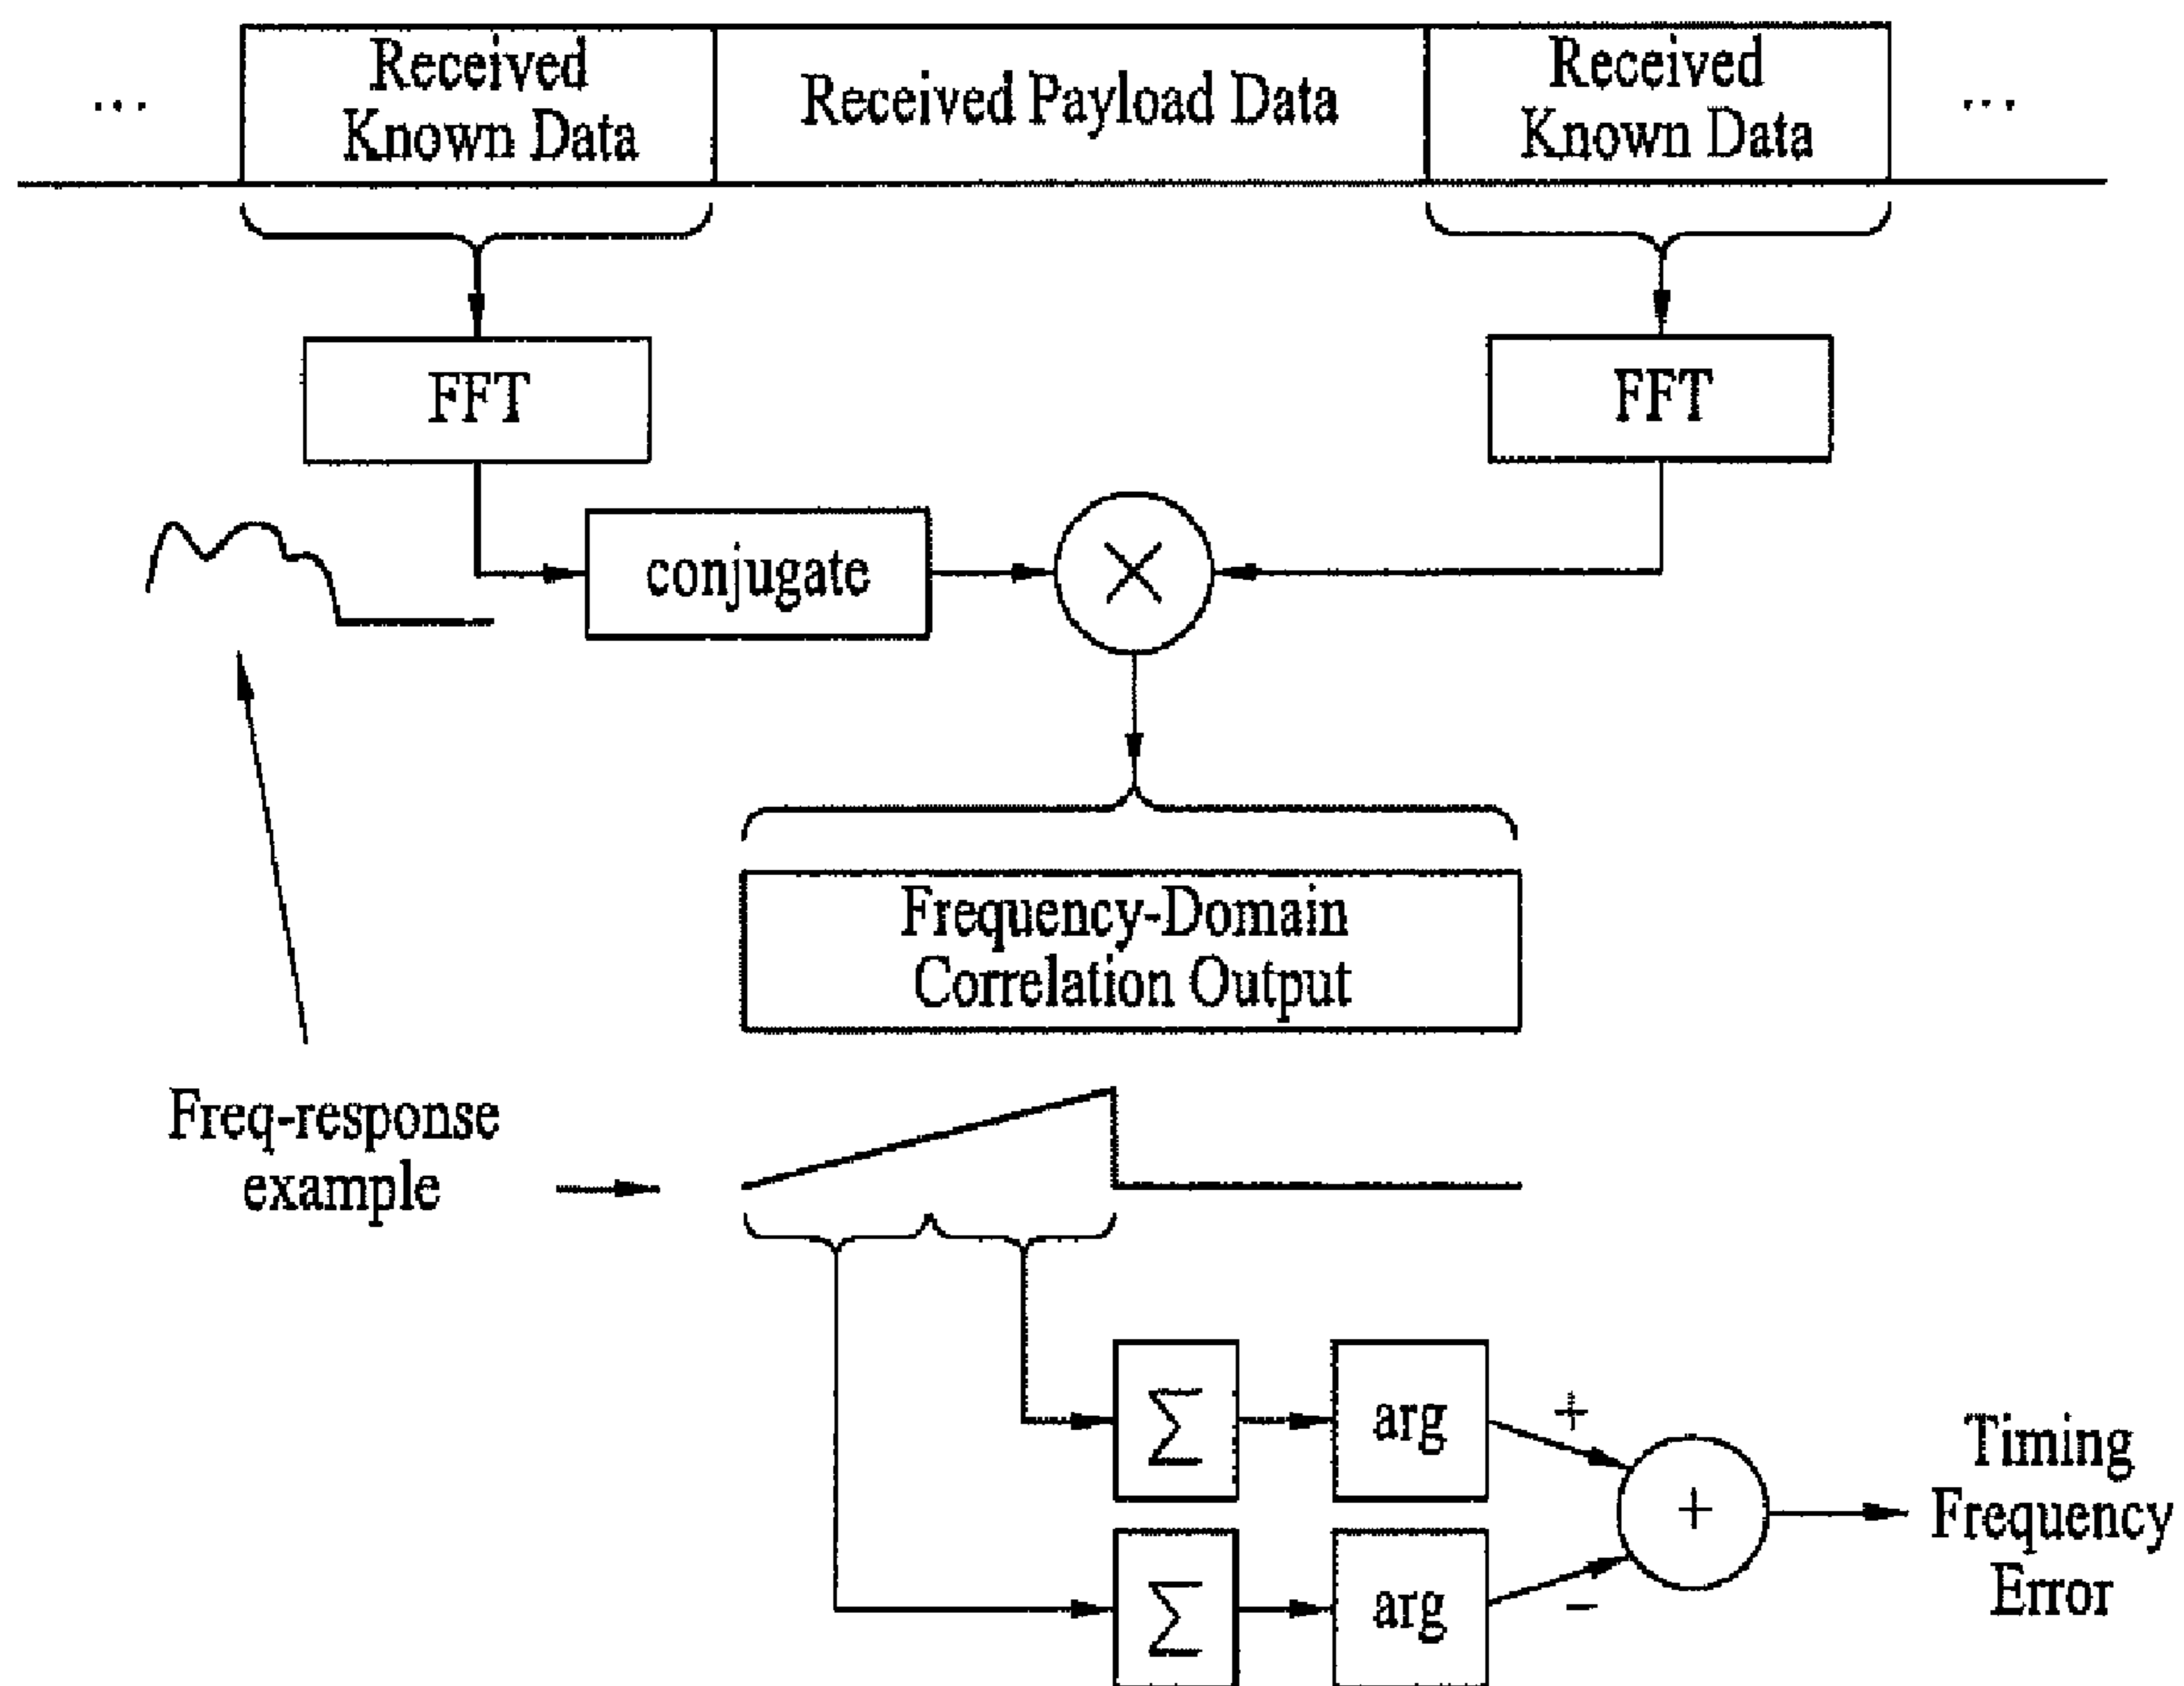 ...
Received
Known Data
Received Payload Data
Received
Known Data
...
FFT
FFT
conjugate
×
Frequency-Domain
Correlation Output
Freq-response
example
Σ
arg
+
+
Timing
Frequency
Error
Σ
arg
−